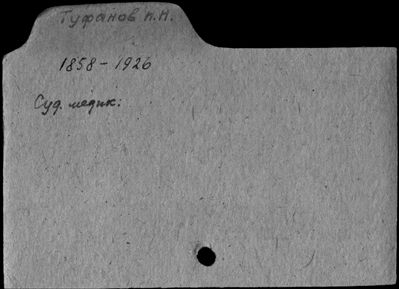 Туфанов Н.Н.
1858-1926
Суд. медик.